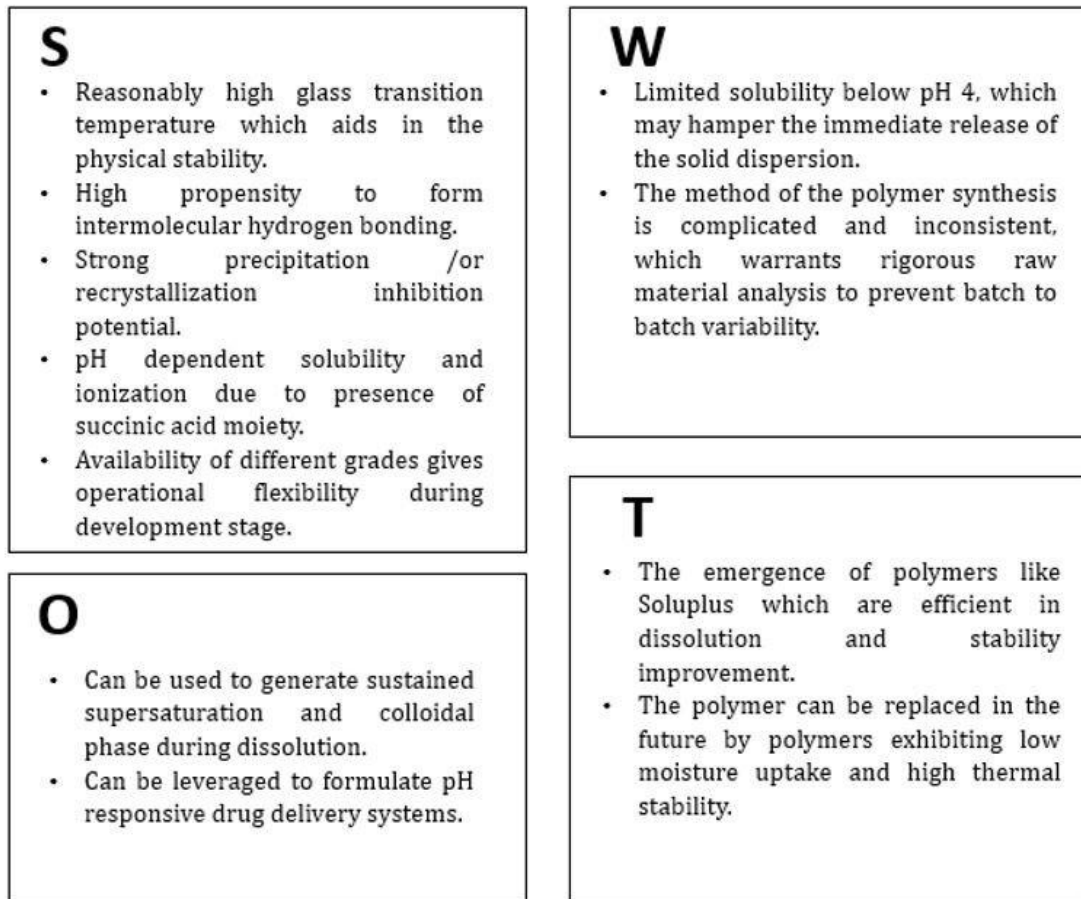 S
• Reasonably high glass transition
temperature which aids in the
physical stability.
• High propensity to form
intermolecular hydrogen bonding.
• Strong precipitation /or
recrystallization inhibition
potential.
• pH dependent solubility and
ionization due to presence of
succinic acid moiety.
• Availability of different grades gives
operational flexibility during
development stage.
W
• Limited solubility below pH 4, which
may hamper the immediate release of
the solid dispersion.
• The method of the polymer synthesis
is complicated and inconsistent,
which warrants rigorous raw
material analysis to prevent batch to
batch variability.
O
• Can be used to generate sustained
supersaturation and colloidal
phase during dissolution.
• Can be leveraged to formulate pH
responsive drug delivery systems.
T
• The emergence of polymers like
Soluplus which are efficient in
dissolution and stability
improvement.
• The polymer can be replaced in the
future by polymers exhibiting low
moisture uptake and high thermal
stability.